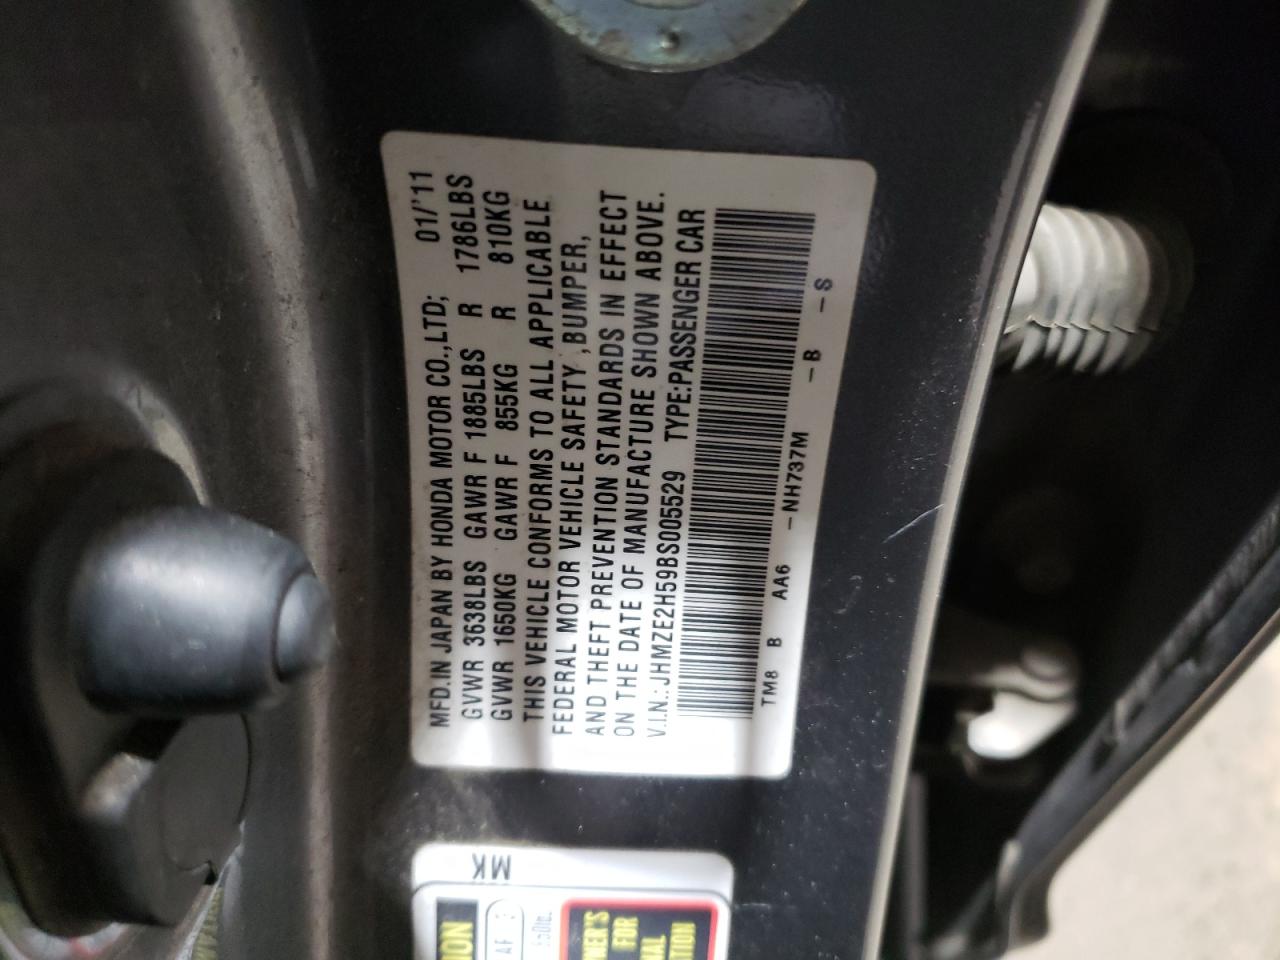 MFD.IN JAPAN BY HONDA MOTOR CO.,LTD; 01/'11
GVWR 3638LBS GAWR F 1885LBS R 1786LBS
GVWR 1650KG GAWR F 855KG R 810KG
THIS VEHICLE CONFORMS TO ALL APPLICABLE
FEDERAL MOTOR VEHICLE SAFETY,BUMPER,
AND THEFT PREVENTION STANDARDS IN EFFECT
ON THE DATE OF MANUFACTURE SHOWN ABOVE.
V.I.N.:JHMZE2H59BS005529 TYPE:PASSENGER CAR
TM8 B AA6 -NH737M -B -S
MK
FOR